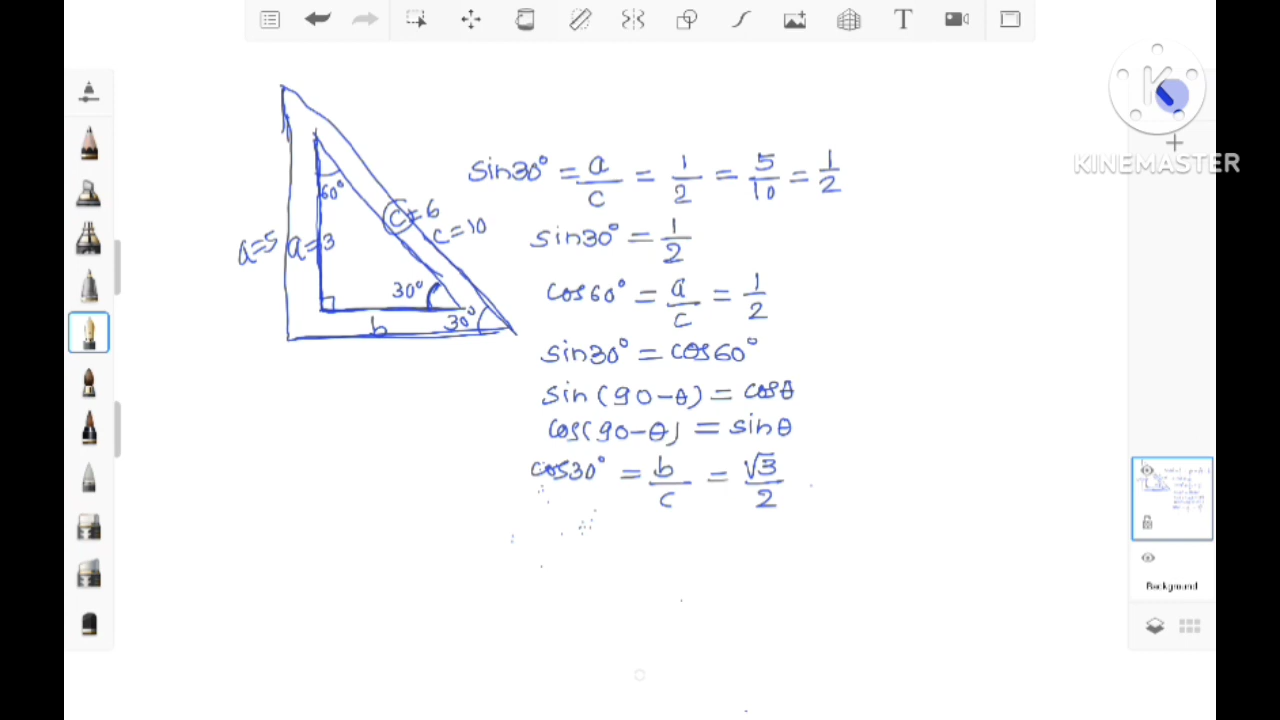 T
KINEMASTER
sin30° = a/c = 1/2 = 5/10 = 1/2
60°
c=6
c=10
a=5
a=3
sin30° = 1/2
30°
cos60° = a/c = 1/2
30°
b
sin30° = cos60°
sin(90-θ) = cosθ
cos(90-θ) = sinθ
cos30° = b/c = √3/2
Background